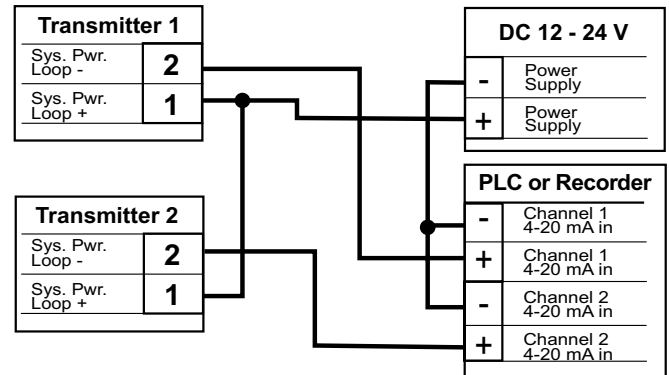 Transmitter 1
Sys. Pwr.
Loop -
2
Sys. Pwr.
Loop +
1
Transmitter 2
Sys. Pwr.
Loop -
2
Sys. Pwr.
Loop +
1
DC 12 - 24 V
-
Power
Supply
+
Power
Supply
PLC or Recorder
-
Channel 1
4-20 mA in
+
Channel 1
4-20 mA in
-
Channel 2
4-20 mA in
+
Channel 2
4-20 mA in